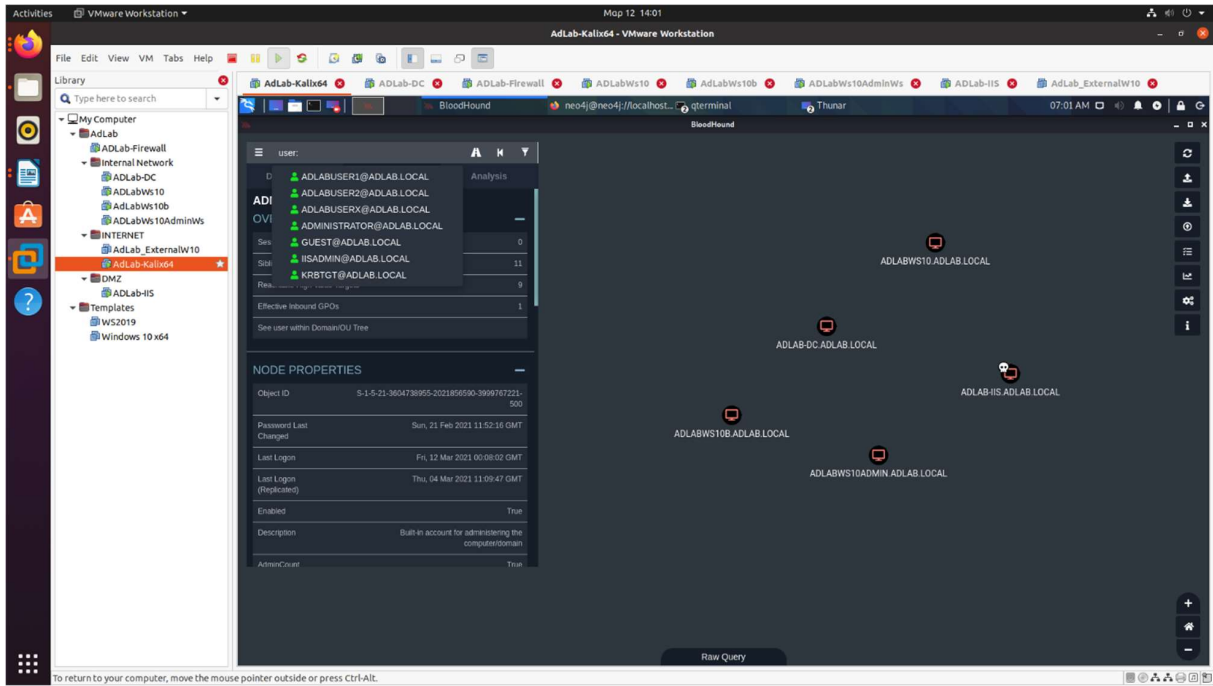 Activities VMware Workstation Μαρ 12 14:01
AdLab-Kalix64 - VMware Workstation
File Edit View VM Tabs Help
Library
Type here to search
My Computer
AdLab
ADLab-Firewall
Internal Network
ADLab-DC
ADLabWs10
AdLabWs10b
ADLabWs10AdminWs
INTERNET
AdLab_ExternalW10
AdLab-Kalix64
DMZ
ADLab-IIS
Templates
WS2019
Windows 10 x64
AdLab-Kalix64 ADLab-DC ADLab-Firewall ADLabWs10 AdLabWs10b ADLabWs10AdminWs ADLab-IIS AdLab_ExternalW10
BloodHound neo4j@neo4j://localhost... qterminal Thunar 07:01 AM
BloodHound
user:
D Analysis
ADLABUSER1@ADLAB.LOCAL
ADLABUSER2@ADLAB.LOCAL
ADLABUSERX@ADLAB.LOCAL
ADMINISTRATOR@ADLAB.LOCAL
GUEST@ADLAB.LOCAL
IISADMIN@ADLAB.LOCAL
KRBTGT@ADLAB.LOCAL
OVE
Ses 0
Sibli 11
9
Effective Inbound GPOs 1
See user within Domain/OU Tree
NODE PROPERTIES
Object ID S-1-5-21-3604738955-2021856590-3999767221-
500
Password Last Sun, 21 Feb 2021 11:52:16 GMT
Changed
Last Logon Fri, 12 Mar 2021 00:08:02 GMT
Last Logon Thu, 04 Mar 2021 11:09:47 GMT
(Replicated)
Enabled True
Description Built-in account for administering the
computer/domain
AdminCount True
ADLABWS10.ADLAB.LOCAL
ADLAB-DC.ADLAB.LOCAL
ADLAB-IIS.ADLAB.LOCAL
ADLABWS10B.ADLAB.LOCAL
ADLABWS10ADMIN.ADLAB.LOCAL
Raw Query
To return to your computer, move the mouse pointer outside or press Ctrl-Alt.